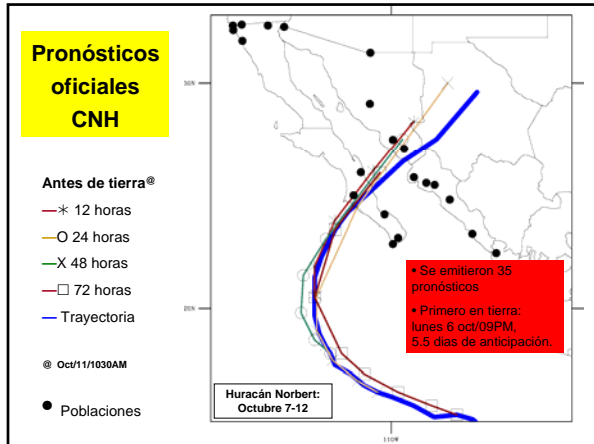 Pronósticos
oficiales
CNH
Antes de tierra@
12 horas
O 24 horas
X 48 horas
72 horas
Trayectoria
@ Oct/11/1030AM
Poblaciones
30N
20N
110W
• Se emitieron 35
pronósticos
• Primero en tierra:
lunes 6 oct/09PM,
5.5 días de anticipación.
Huracán Norbert:
Octubre 7-12